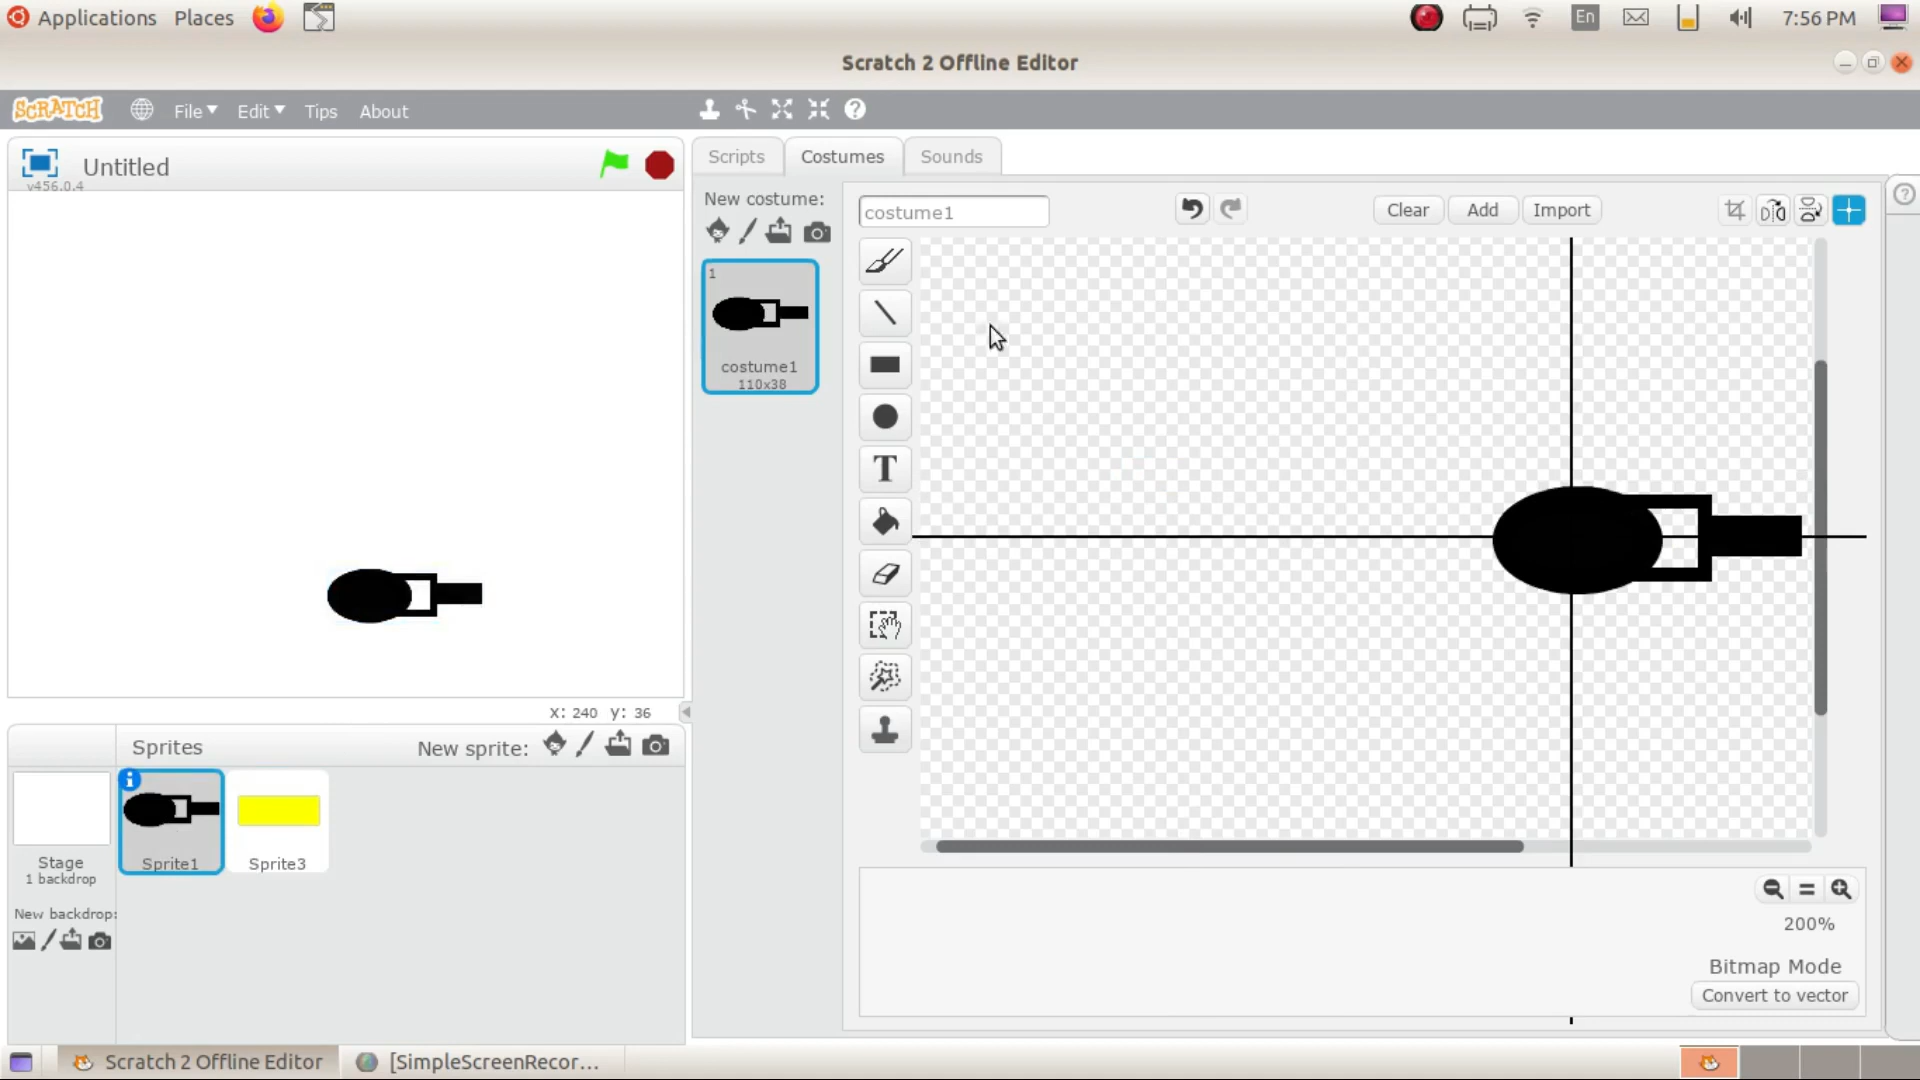 Applications Places En 7:56 PM
Scratch 2 Offline Editor
SCRATCH File Edit Tips About
Untitled
v456.0.4
Scripts Costumes Sounds
New costume:
costume1
Clear Add Import
1
costume1
110x38
T
x: 240 y: 36
Sprites New sprite:
Sprite1 Sprite3
Stage
1 backdrop
New backdrop:
200%
Bitmap Mode
Convert to vector
Scratch 2 Offline Editor [SimpleScreenRecor...